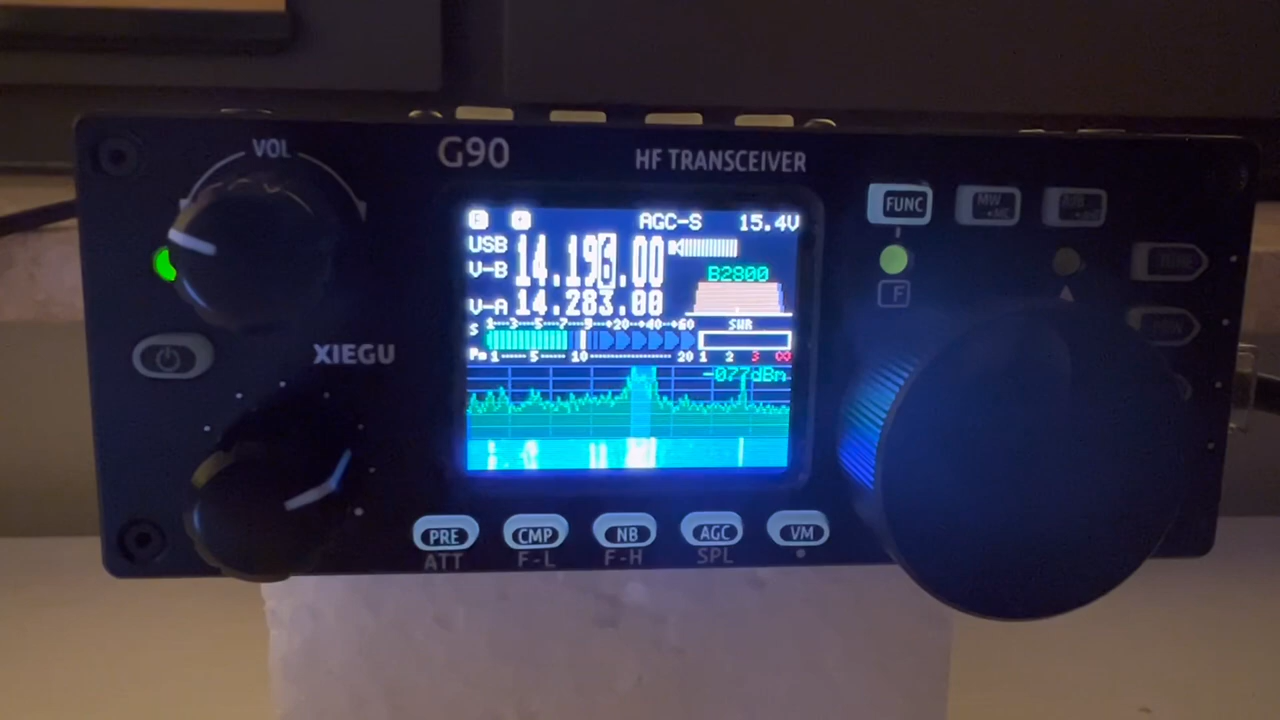 VOL
G90
HF TRANSCEIVER
FUNC
F
XIEGU
AGC-S 15.4V
USB
V-B 14.190.00
B2800
V-A 14.283.00
S 1--3--5--7--9--+20--+40--+60
SWR
Po 1-----5-----10-----------20
1 2 3 ∞
-077dBm
PRE CMP NB AGC VM
ATT F-L F-H SPL